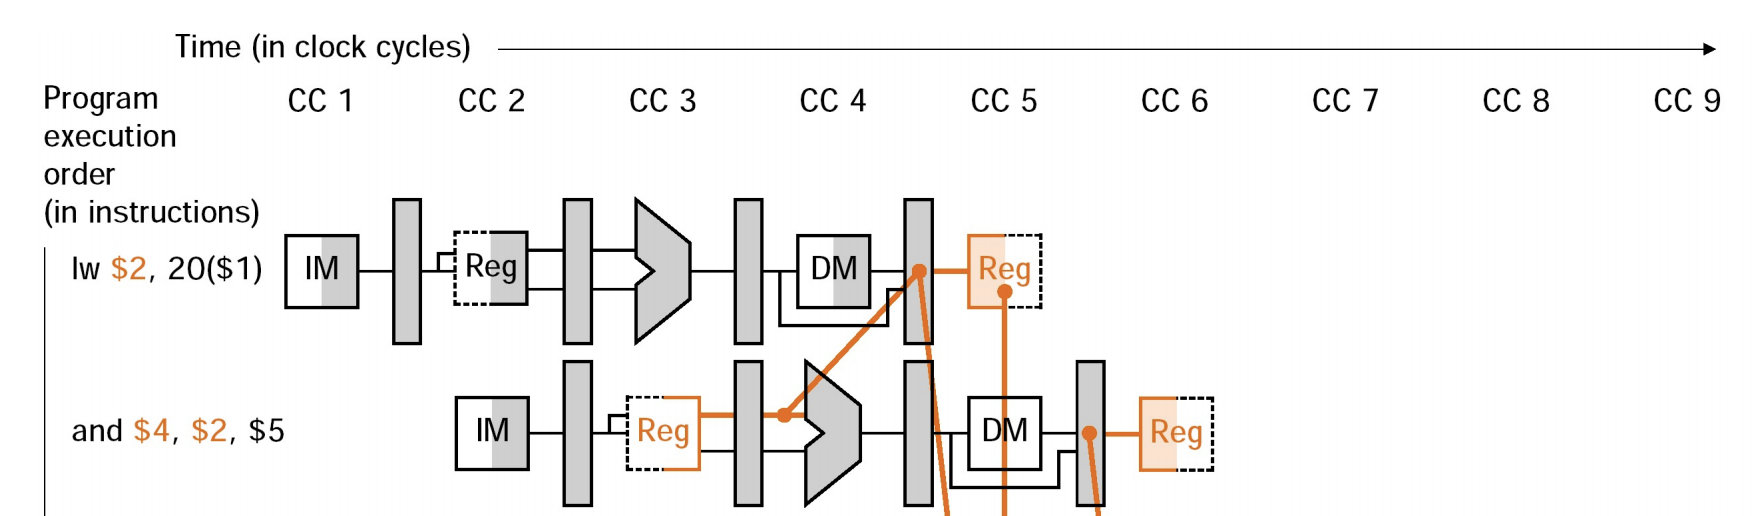 Time (in clock cycles)
CC 1 CC 2 CC 3 CC 4 CC 5 CC 6 CC 7 CC 8 CC 9
Program
execution
order
(in instructions)
lw $2, 20($1) IM Reg DM Reg
and $4, $2, $5 IM Reg DM Reg